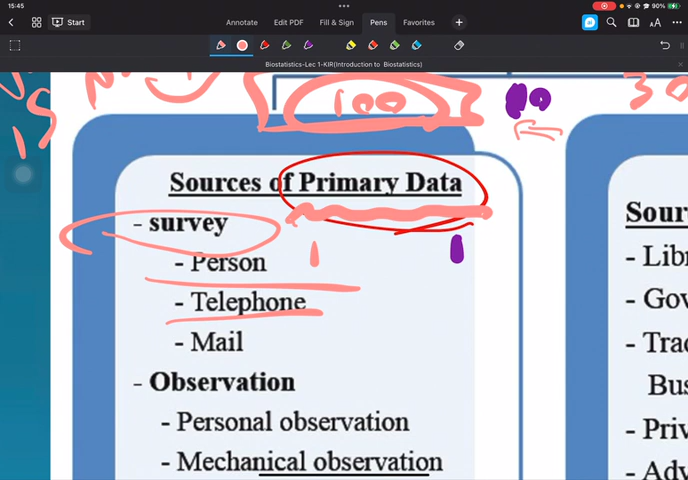 15:45
90%
Start
Annotate Edit PDF Fill & Sign Pens Favorites
Biostatistics-Lec 1-KIR(Introduction to Biostatistics)
100
30
1s
Sources of Primary Data
- survey
- Person
- Telephone
- Mail
- Observation
- Personal observation
- Mechanical observation
Sour
- Libr
- Gov
- Trad
Bus
- Priv
- Adv